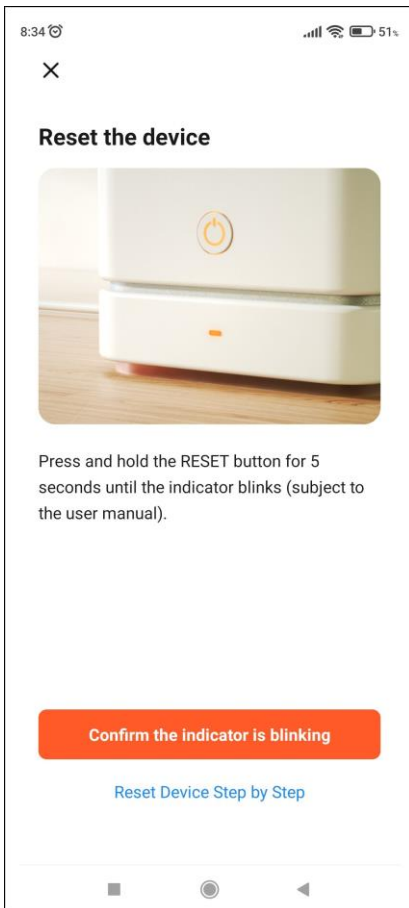 8:34
51%
Reset the device
Press and hold the RESET button for 5
seconds until the indicator blinks (subject to
the user manual).
Confirm the indicator is blinking
Reset Device Step by Step